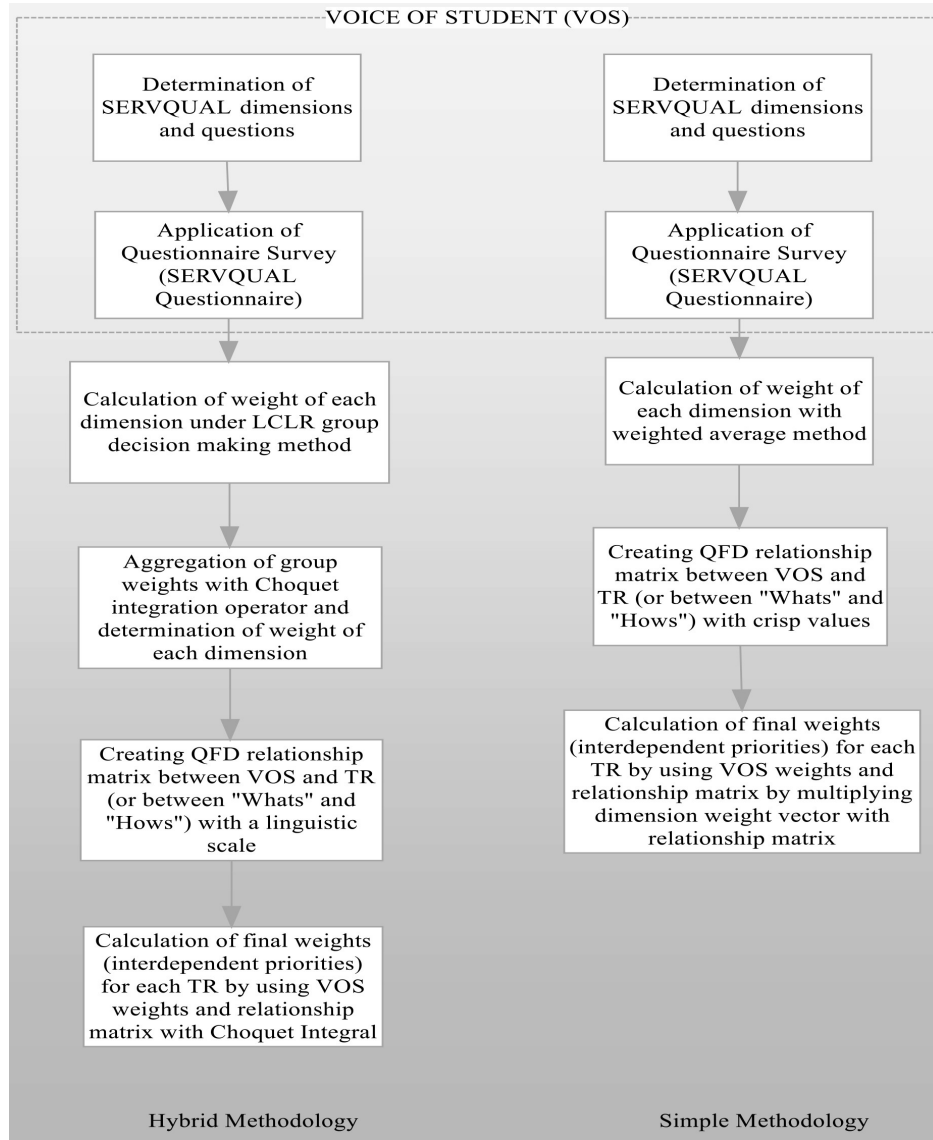 VOICE OF STUDENT (VOS)
Determination of
SERVQUAL dimensions
and questions
Application of
Questionnaire Survey
(SERVQUAL
Questionnaire)
Calculation of weight of each
dimension under LCLR group
decision making method
Aggregation of group
weights with Choquet
integration operator and
determination of weight of
each dimension
Creating QFD relationship
matrix between VOS and TR
(or between "Whats" and
"Hows") with a linguistic
scale
Calculation of final weights
(interdependent priorities)
for each TR by using VOS
weights and relationship
matrix with Choquet Integral
Hybrid Methodology
Determination of
SERVQUAL dimensions
and questions
Application of
Questionnaire Survey
(SERVQUAL
Questionnaire)
Calculation of weight of
each dimension with
weighted average method
Creating QFD relationship
matrix between VOS and
TR (or between "Whats" and
"Hows") with crisp values
Calculation of final weights
(interdependent priorities) for each
TR by using VOS weights and
relationship matrix by multiplying
dimension weight vector with
relationship matrix
Simple Methodology